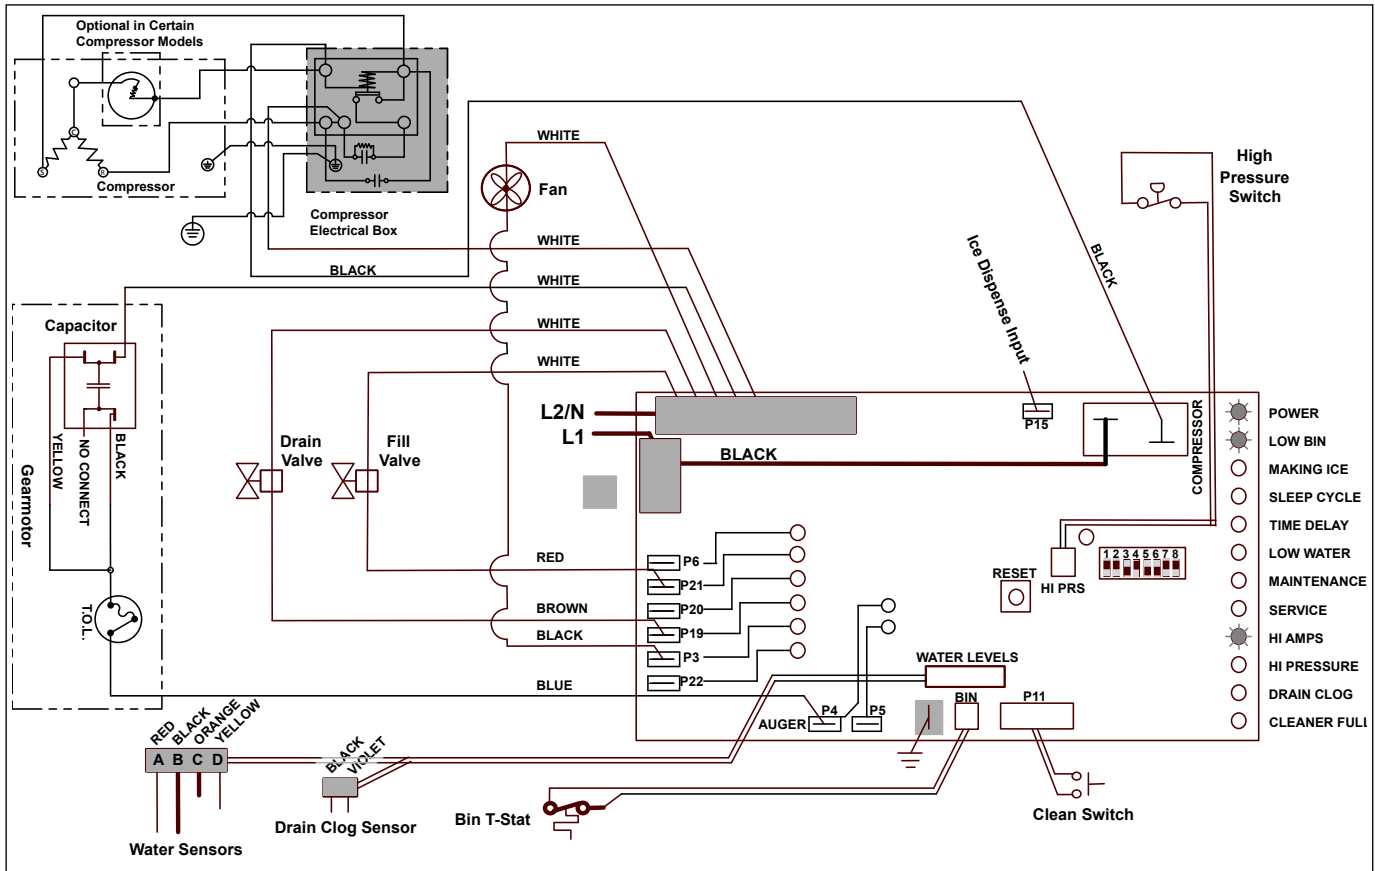 Optional in Certain
Compressor Models
C
S
R
Compressor
Compressor
Electrical Box
WHITE
Fan
WHITE
BLACK
WHITE
WHITE
WHITE
High
Pressure
Switch
BLACK
Ice Dispense Input
P15
Capacitor
YELLOW
NO CONNECT
BLACK
Gearmotor
T.O.L.
Drain
Valve
Fill
Valve
L2/N
L1
BLACK
COMPRESSOR
POWER
LOW BIN
MAKING ICE
SLEEP CYCLE
TIME DELAY
LOW WATER
MAINTENANCE
SERVICE
HI AMPS
HI PRESSURE
DRAIN CLOG
CLEANER FULL
RED
BROWN
BLACK
BLUE
P6
P21
P20
P19
P3
P22
RESET
HI PRS
1 2 3 4 5 6 7 8
WATER LEVELS
AUGER
P4
P5
BIN
P11
RED
BLACK
ORANGE
YELLOW
A B C D
Water Sensors
BLACK
VIOLET
Drain Clog Sensor
Bin T-Stat
Clean Switch